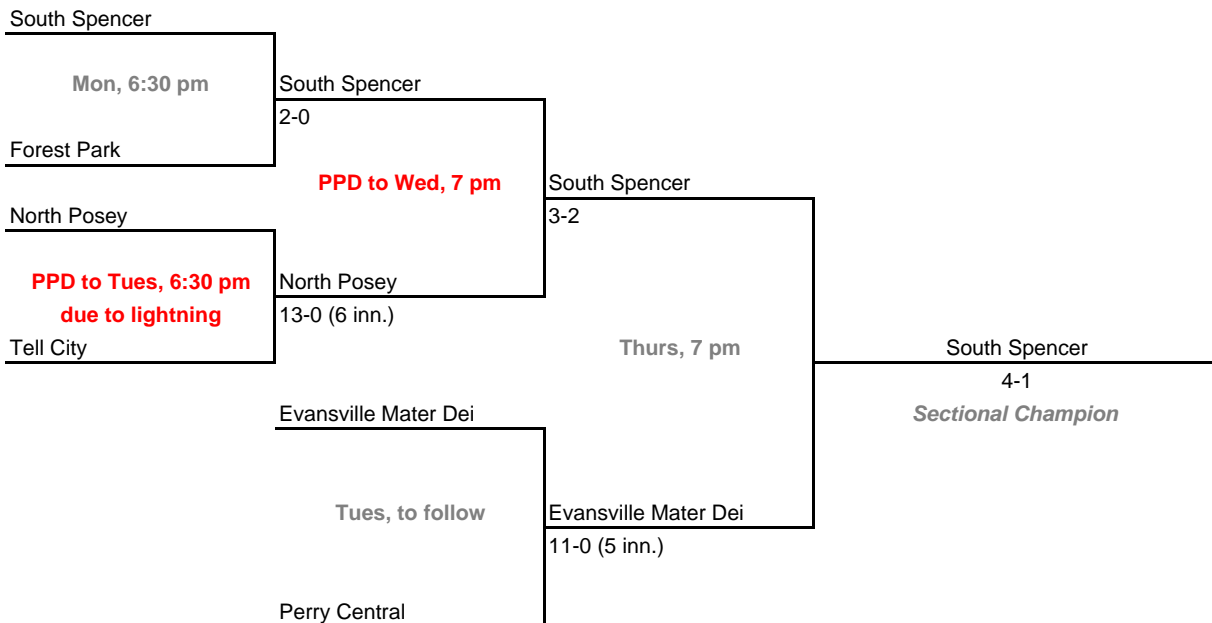 South Spencer
Mon, 6:30 pm
South Spencer
2-0
Forest Park
PPD to Wed, 7 pm
South Spencer
3-2
North Posey
PPD to Tues, 6:30 pm
due to lightning
North Posey
13-0 (6 inn.)
Tell City
Thurs, 7 pm
South Spencer
4-1
Sectional Champion
Evansville Mater Dei
Tues, to follow
Evansville Mater Dei
11-0 (5 inn.)
Perry Central